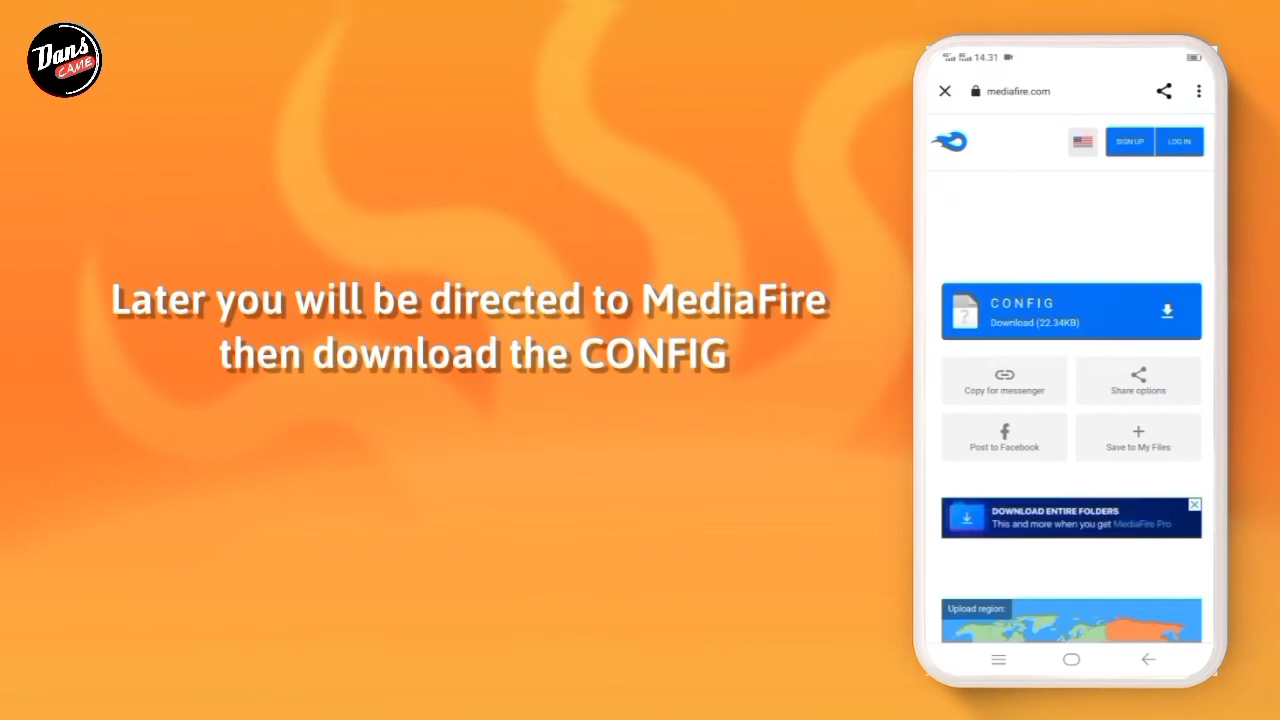 Dans
CAME
Later you will be directed to MediaFire
then download the CONFIG
14.31
mediafire.com
SIGN UP
LOG IN
CONFIG
Download (22.34KB)
?
Copy for messenger
Share options
Post to Facebook
Save to My Files
DOWNLOAD ENTIRE FOLDERS
This and more when you get MediaFire Pro
Upload region: